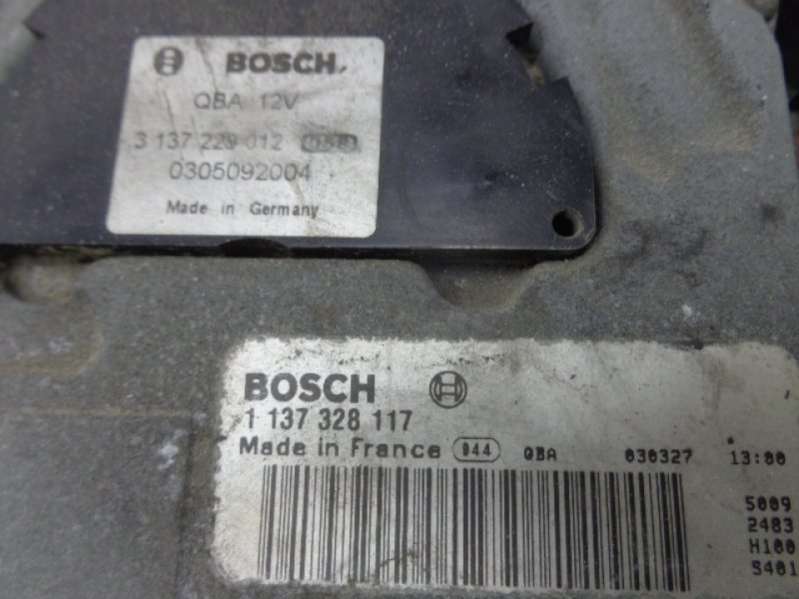 BOSCH
QBA 12V
3 137 229 012
0305092004
Made in Germany
BOSCH
1 137 328 117
Made in France 944 QBA 030327 13:00
5009
2483
H100
S401